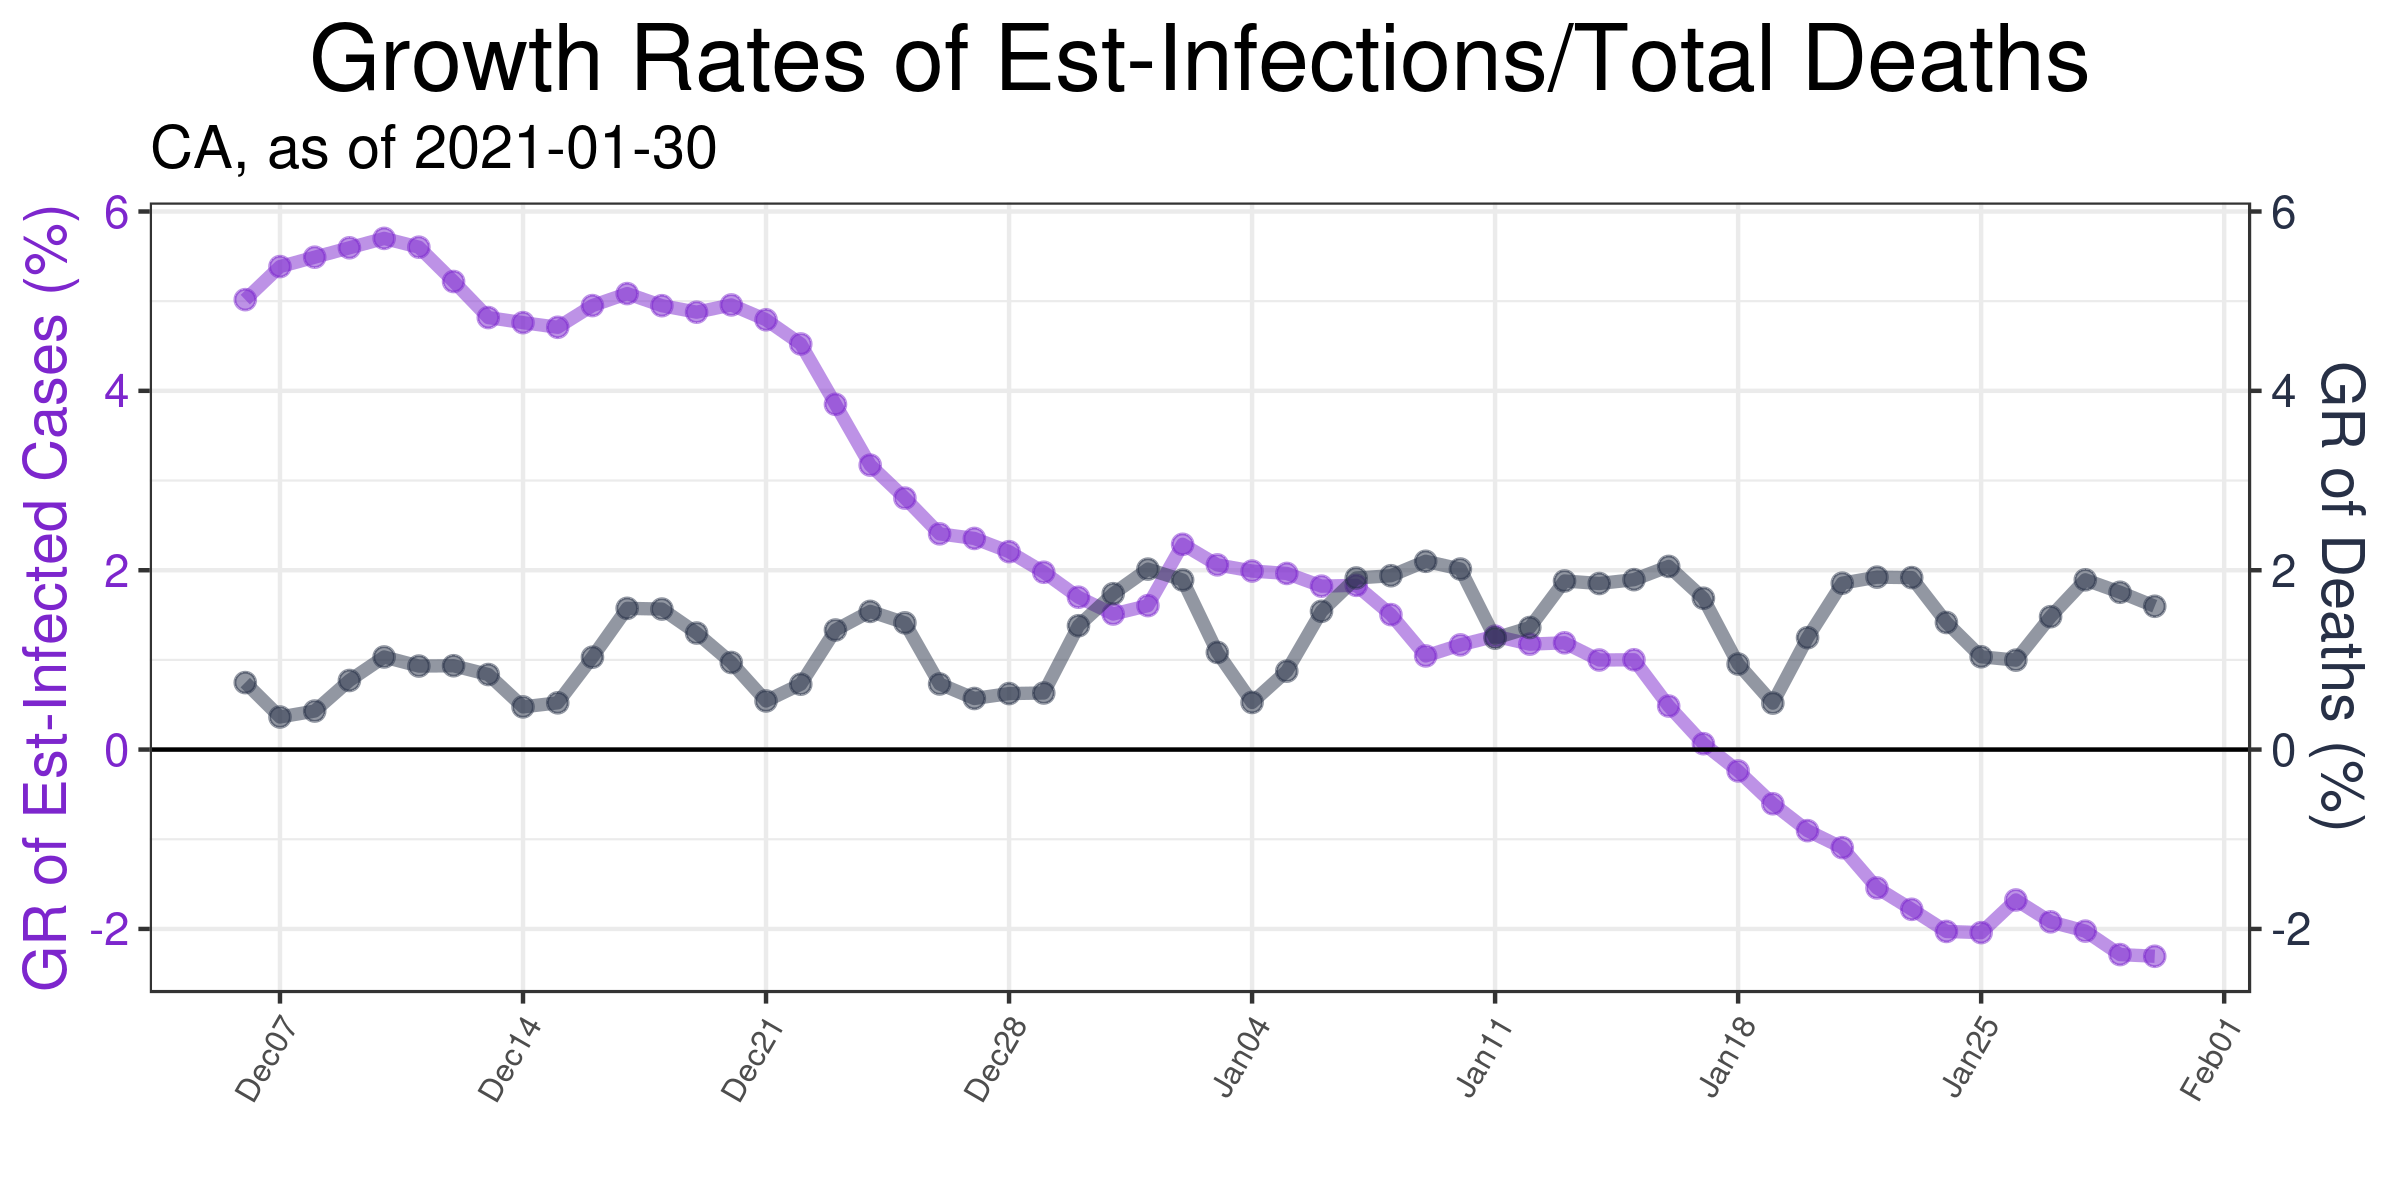 Growth Rates of Est-Infections/Total Deaths
CA, as of 2021-01-30
GR of Est-Infected Cases (%)
6
4
2
0
-2
6
4
2
0
-2
GR of Deaths (%)
Dec07
Dec14
Dec21
Dec28
Jan04
Jan11
Jan18
Jan25
Feb01